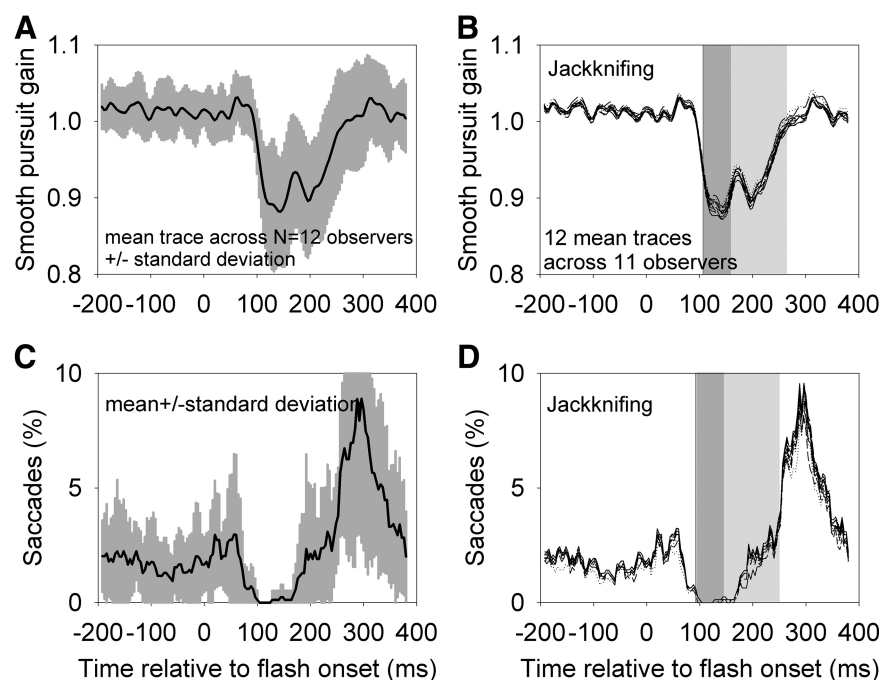 A
Smooth pursuit gain
1.1
1.0
0.9
0.8
mean trace across N=12 observers
+/- standard deviation
-200 -100 0 100 200 300 400
B
Smooth pursuit gain
1.1
1.0
0.9
0.8
Jackknifing
12 mean traces
across 11 observers
-200 -100 0 100 200 300 400
C
Saccades (%)
10
5
0
mean+/-standard deviation
-200 -100 0 100 200 300 400
Time relative to flash onset (ms)
D
Saccades (%)
10
5
0
Jackknifing
-200 -100 0 100 200 300 400
Time relative to flash onset (ms)